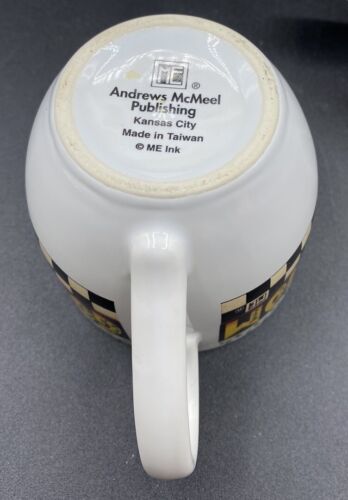 ME ®
Andrews McMeel
Publishing
Kansas City
Made in Taiwan
© ME Ink